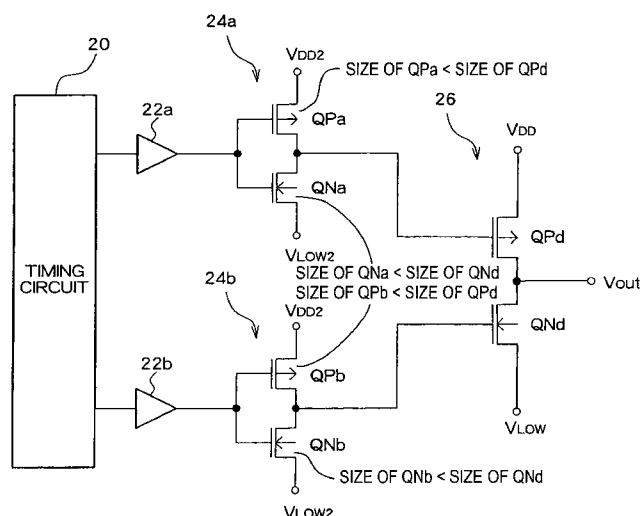 20
24a
VDD2
SIZE OF QPa < SIZE OF QPd
22a
QPa
26
VDD
QNa
VLOW2
QPd
TIMING
CIRCUIT
SIZE OF QNa < SIZE OF QNd
SIZE OF QPb < SIZE OF QPd
Vout
24b
VDD2
QNd
22b
QPb
VLOW
QNb
SIZE OF QNb < SIZE OF QNd
VLOW2